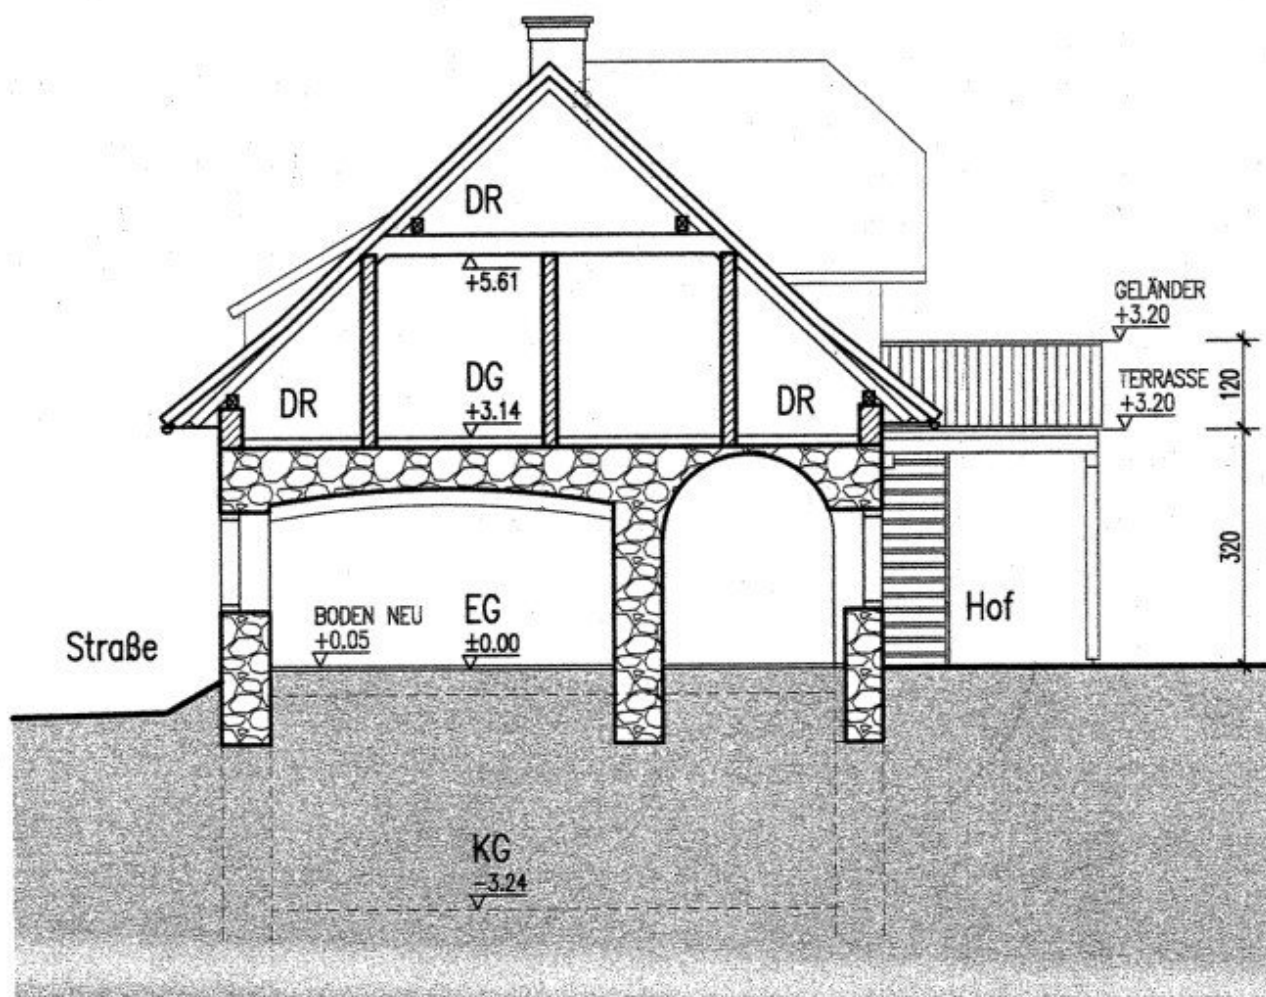 DR
+5.61
GELÄNDER
+3.20
DG
+3.14
DR
DR
TERRASSE
+3.20
120
320
BODEN NEU
+0.05
EG
±0.00
Hof
Straße
KG
-3.24